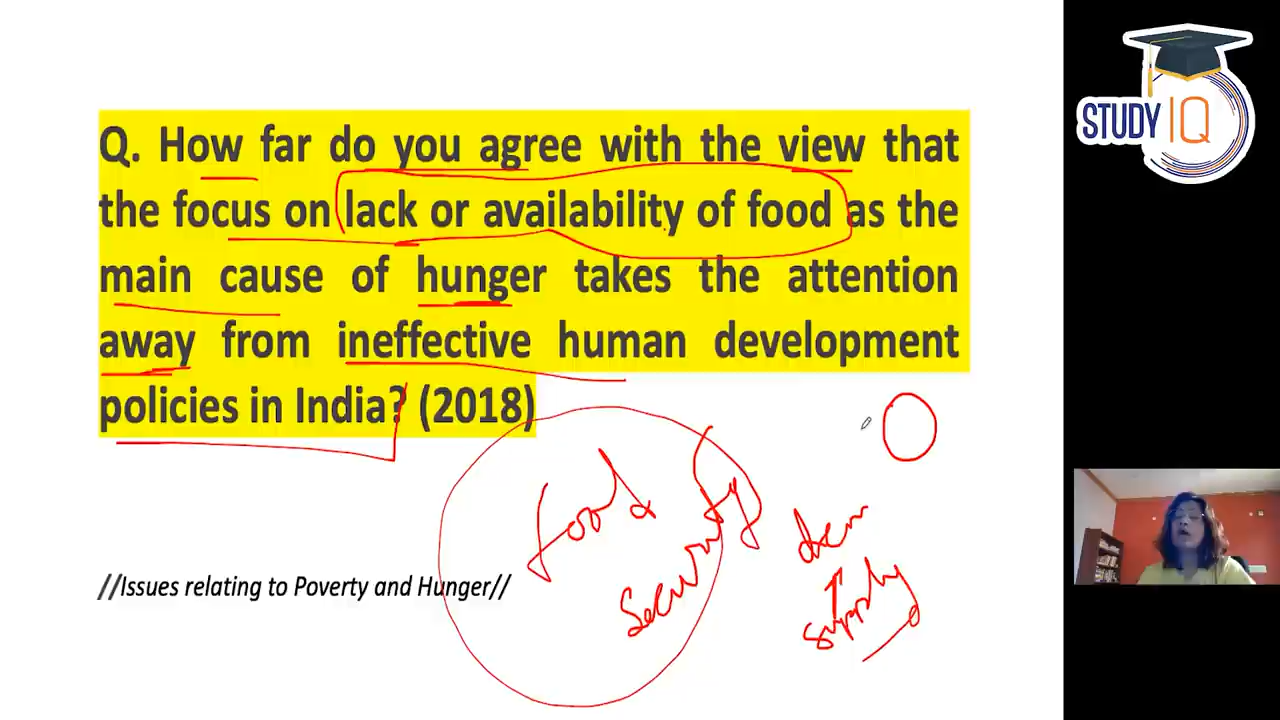 Q. How far do you agree with the view that
the focus on lack or availability of food as the
main cause of hunger takes the attention
away from ineffective human development
policies in India? (2018)
Food
Security
dem
supply
//Issues relating to Poverty and Hunger//
STUDY IQ